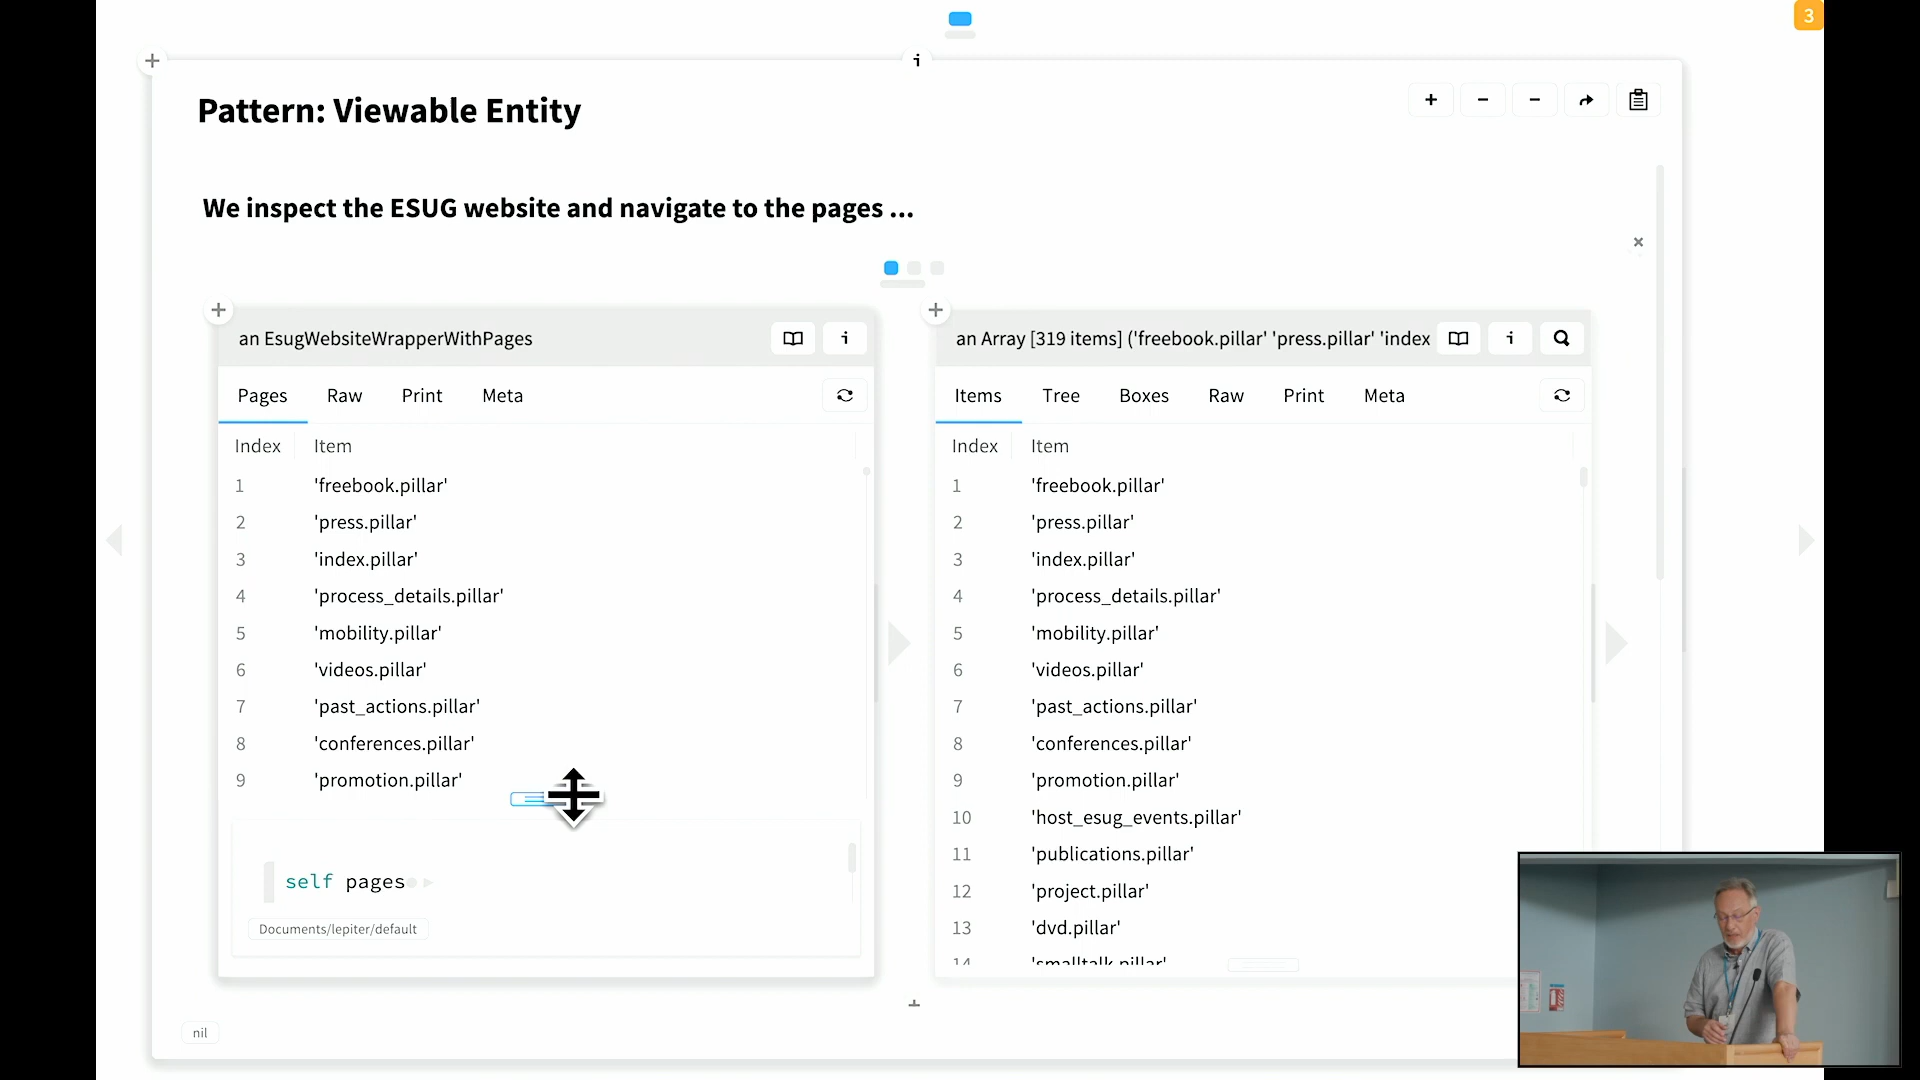 3
Pattern: Viewable Entity
We inspect the ESUG website and navigate to the pages ...
an EsugWebsiteWrapperWithPages
Pages Raw Print Meta
Index Item
1 'freebook.pillar'
2 'press.pillar'
3 'index.pillar'
4 'process_details.pillar'
5 'mobility.pillar'
6 'videos.pillar'
7 'past_actions.pillar'
8 'conferences.pillar'
9 'promotion.pillar'
self pages
Documents/lepiter/default
an Array [319 items] ('freebook.pillar' 'press.pillar' 'index
Items Tree Boxes Raw Print Meta
Index Item
1 'freebook.pillar'
2 'press.pillar'
3 'index.pillar'
4 'process_details.pillar'
5 'mobility.pillar'
6 'videos.pillar'
7 'past_actions.pillar'
8 'conferences.pillar'
9 'promotion.pillar'
10 'host_esug_events.pillar'
11 'publications.pillar'
12 'project.pillar'
13 'dvd.pillar'
14 'smalltalk.pillar'
nil